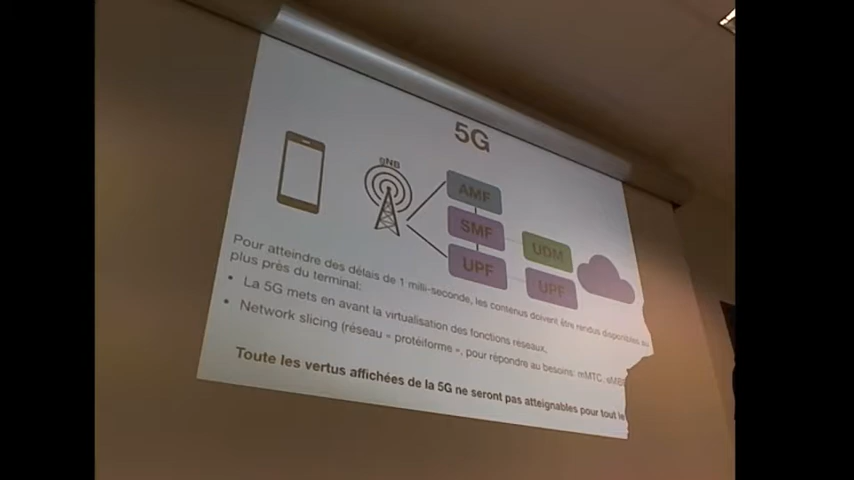 5G
gNB
AMF
SMF
UDM
UPF
UPF
Pour atteindre des délais de 1 milli-seconde, les contenus doivent être rendus disponibles au
plus près du terminal:
• La 5G mets en avant la virtualisation des fonctions réseaux,
• Network slicing (réseau « protéiforme », pour répondre au besoins: mMTC,
Toute les vertus affichées de la 5G ne seront pas atteignables pour tout